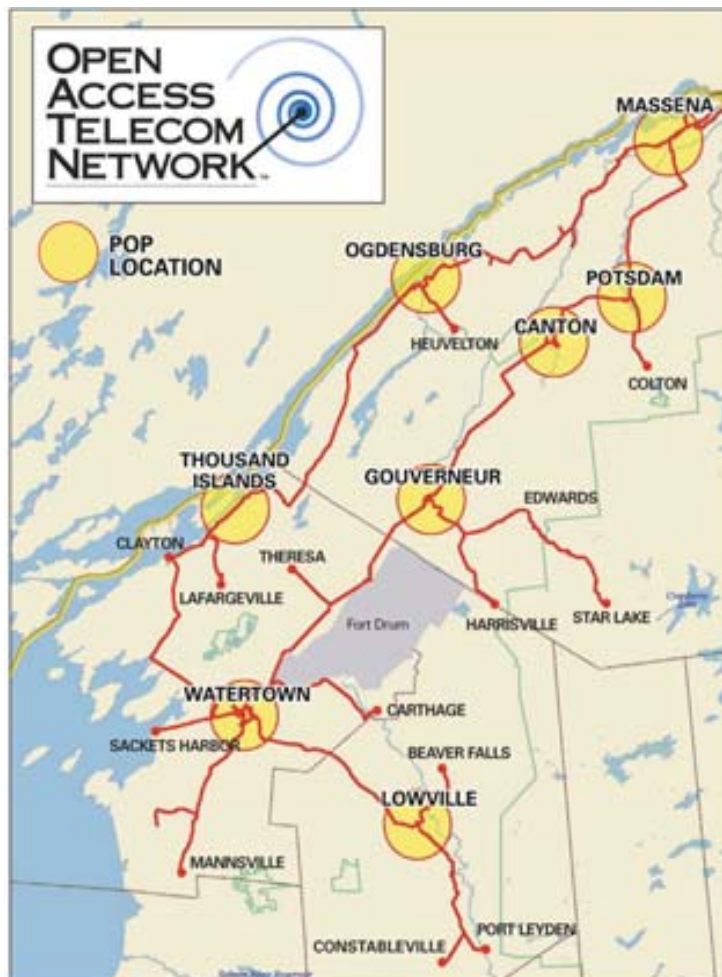 OPEN
ACCESS
TELECOM
NETWORK
POP
LOCATION
MASSENA
OGDENSBURG
POTSDAM
CANTON
HEUVELTON
COLTON
THOUSAND
ISLANDS
GOUVERNEUR
EDWARDS
CLAYTON
THERESA
LAFARGEVILLE
Fort Drum
HARRISVILLE
STAR LAKE
WATERTOWN
CARTHAGE
SACKETS HARBOR
BEAVER FALLS
LOWVILLE
MANNSVILLE
PORT LEYDEN
CONSTABLEVILLE